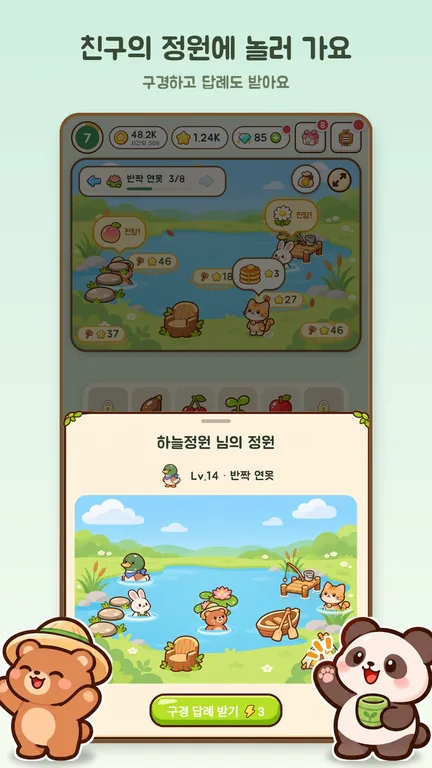 친구의 정원에 놀러 가요
구경하고 답례도 받아요
7
48.2K
1.24K
85
8
반짝 연못 3/8
전달!
전달!
46
18
3
27
37
46
하늘정원 님의 정원
Lv.14 · 반짝 연못
구경 답례 받기 ⚡3